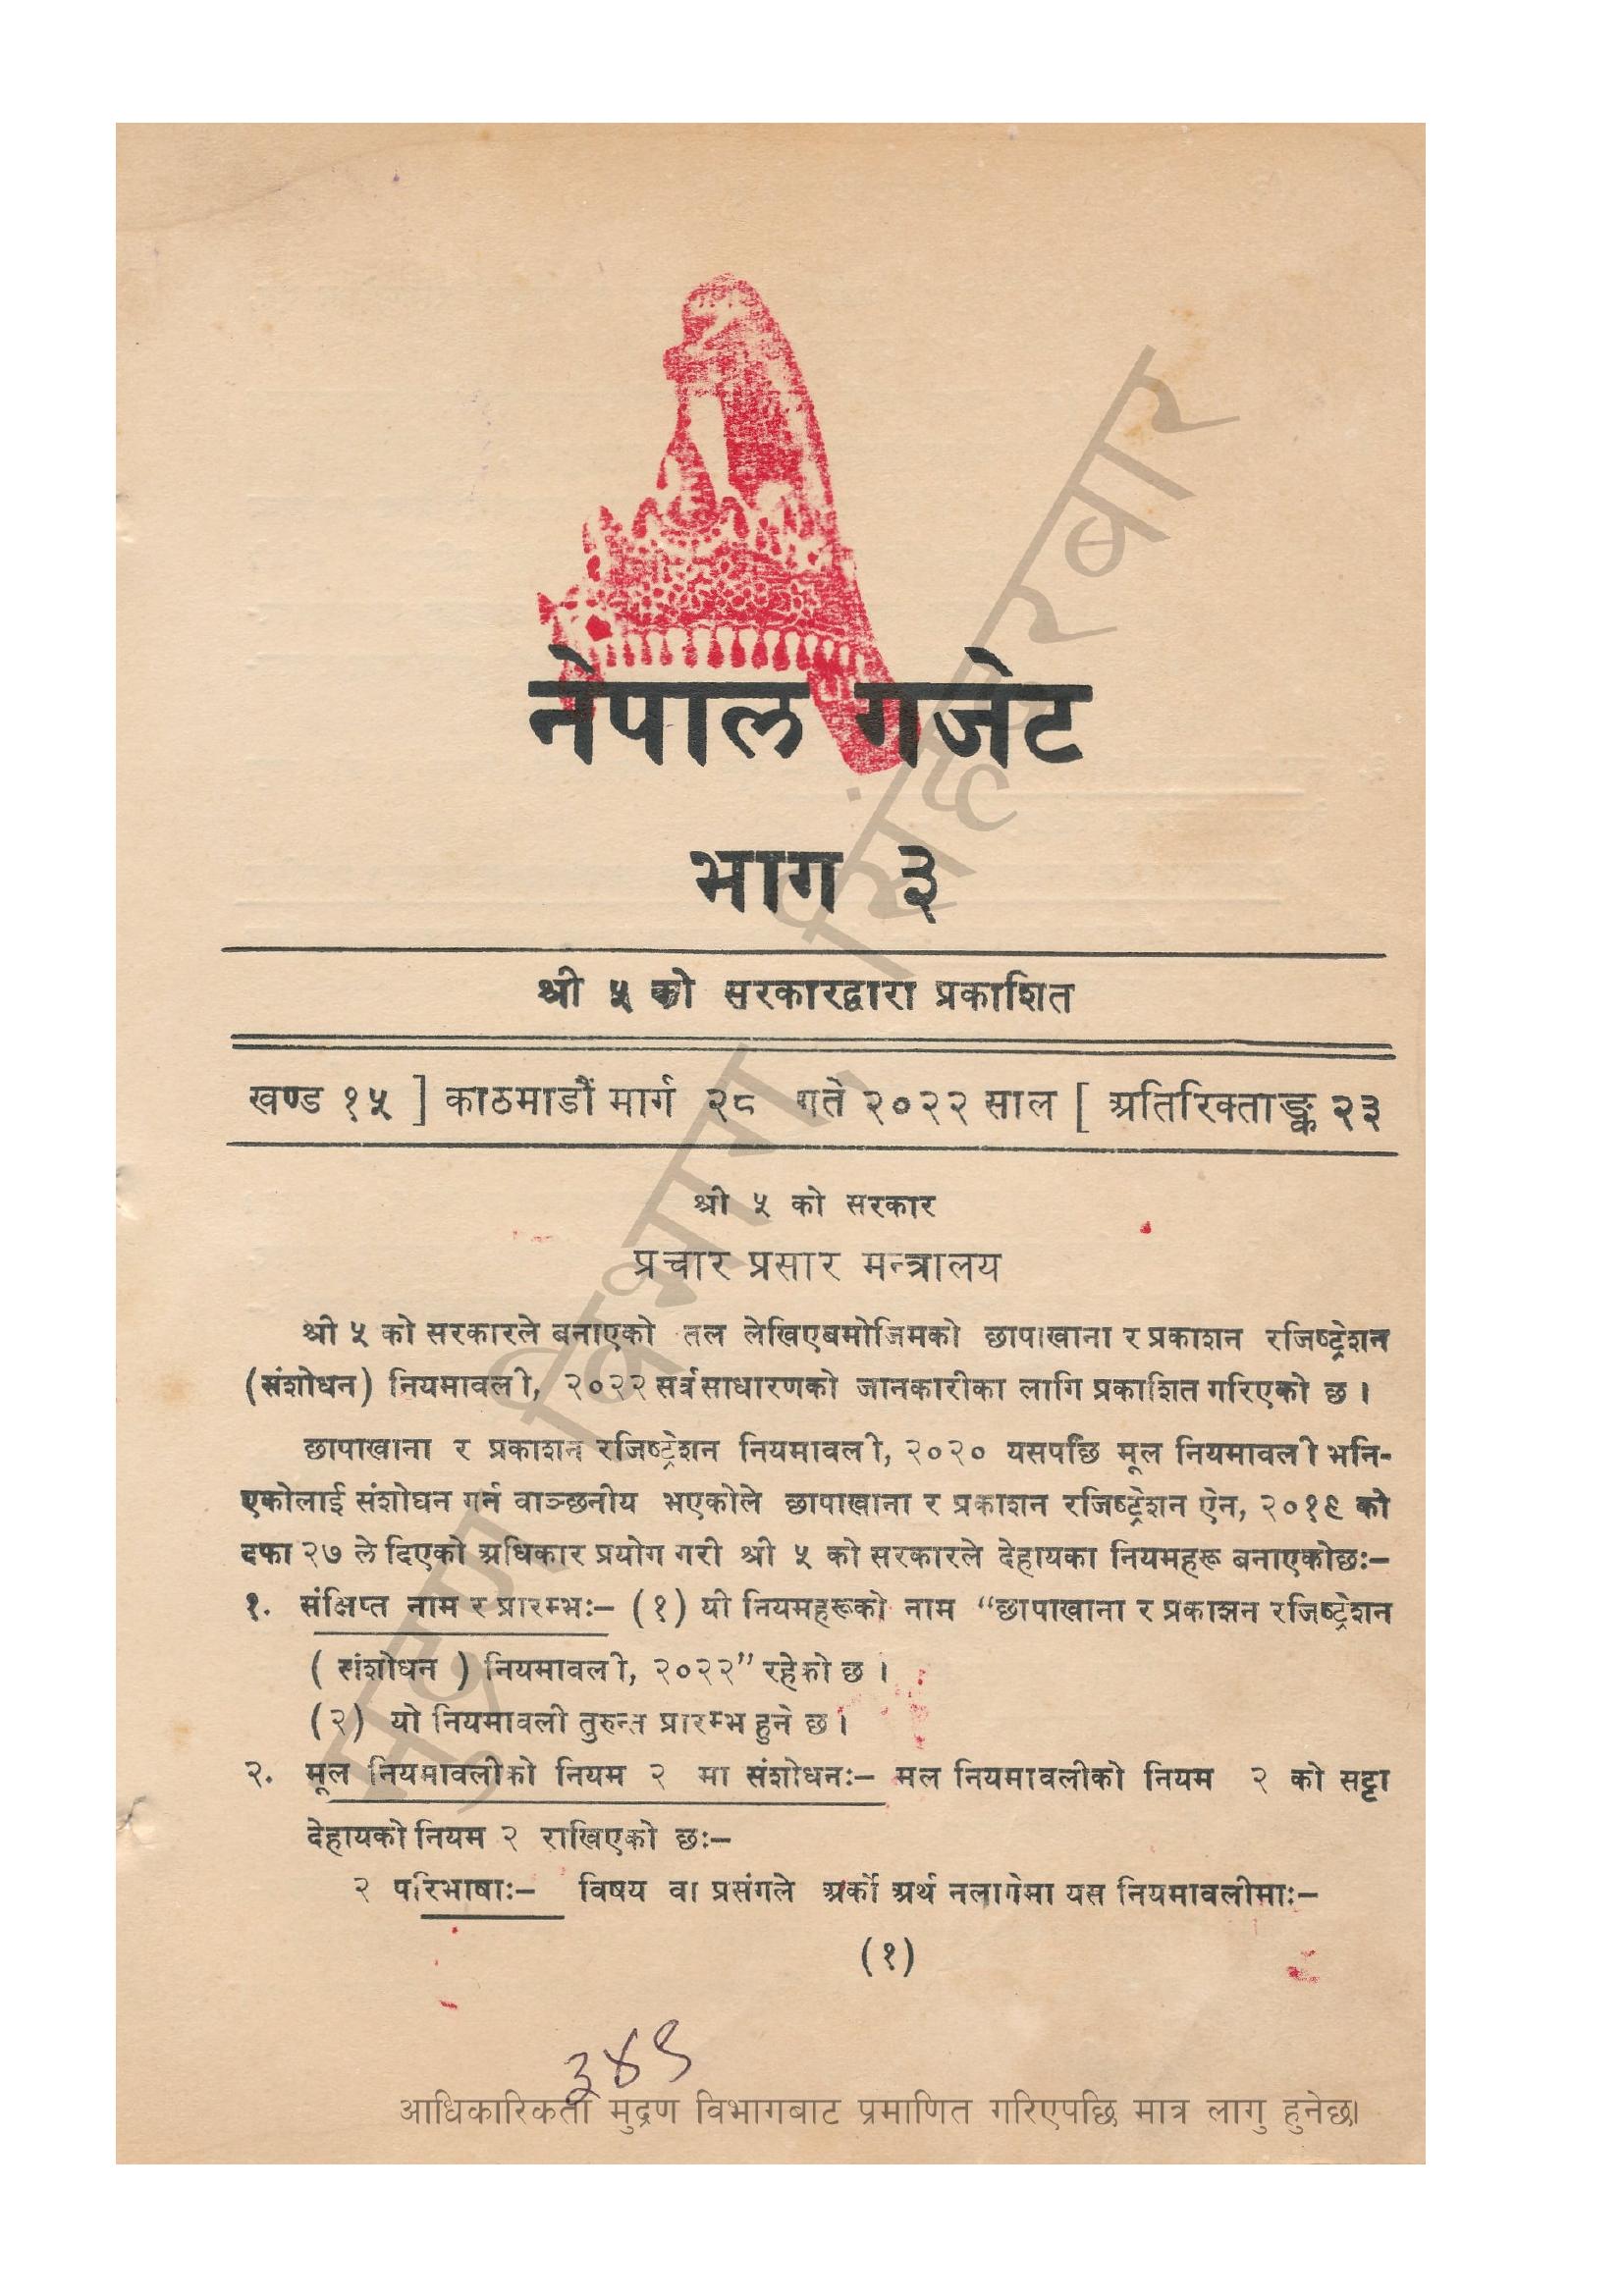 नेपाल गजेट
भाग ३
श्री ५ को सरकारद्वारा प्रकाशित
खण्ड १५ ] काठमाडौं मार्ग २८ गते २०२२ साल [ अतिरिक्ताङ्क २३
श्री ५ को सरकार
प्रचार प्रसार मन्त्रालय
श्री ५ को सरकारले बनाएको तल लेखिएबमोजिमको छापाखाना र प्रकाशन रजिष्ट्रेशन
(संशोधन) नियमावली, २०२२ सर्वसाधारणको जानकारीका लागि प्रकाशित गरिएको छ ।
छापाखाना र प्रकाशन रजिष्ट्रेशन नियमावली, २०२० यसपछि मूल नियमावली भनि-
एकोलाई संशोधन गर्न वाञ्छनीय भएकोले छापाखाना र प्रकाशन रजिष्ट्रेशन ऐन, २०१९ को
दफा २७ ले दिएको अधिकार प्रयोग गरी श्री ५ को सरकारले देहायका नियमहरू बनाएकोछः–
१. संक्षिप्त नाम र प्रारम्भः– (१) यी नियमहरूको नाम “छापाखाना र प्रकाशन रजिष्ट्रेशन
( संशोधन ) नियमावली, २०२२” रहेको छ ।
(२) यो नियमावली तुरुन्त प्रारम्भ हुने छ ।
२. मूल नियमावलीको नियम २ मा संशोधनः– मल नियमावलीको नियम २ को सट्टा
देहायको नियम २ राखिएको छः–
२ परिभाषाः– विषय वा प्रसंगले अर्को अर्थ नलागेमा यस नियमावलीमाः–
(१)
३४९
आधिकारिकता मुद्रण विभागबाट प्रमाणित गरिएपछि मात्र लागु हुनेछ।
मुद्रण विभाग, सिंहदरबार